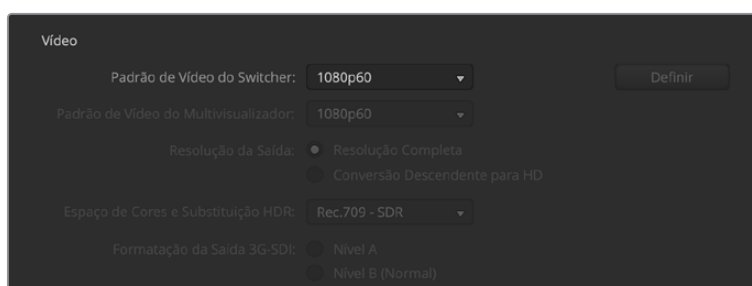 Vídeo
Padrão de Vídeo do Switcher: 1080p60 Definir
Padrão de Vídeo do Multivisualizador: 1080p60
Resolução da Saída: Resolução Completa
Conversão Descendente para HD
Espaço de Cores e Substituição HDR: Rec.709 - SDR
Formatação da Saída 3G-SDI: Nível A
Nível B (Normal)